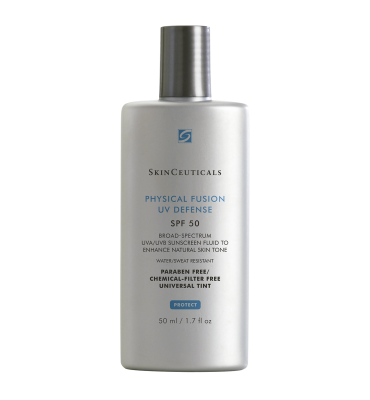 SKINCEUTICALS
PHYSICAL FUSION
UV DEFENSE
SPF 50
BROAD-SPECTRUM
UVA/UVB SUNSCREEN FLUID TO
ENHANCE NATURAL SKIN TONE
WATER/SWEAT RESISTANT
PARABEN FREE/
CHEMICAL-FILTER FREE
UNIVERSAL TINT
PROTECT
50 ml / 1.7 fl oz